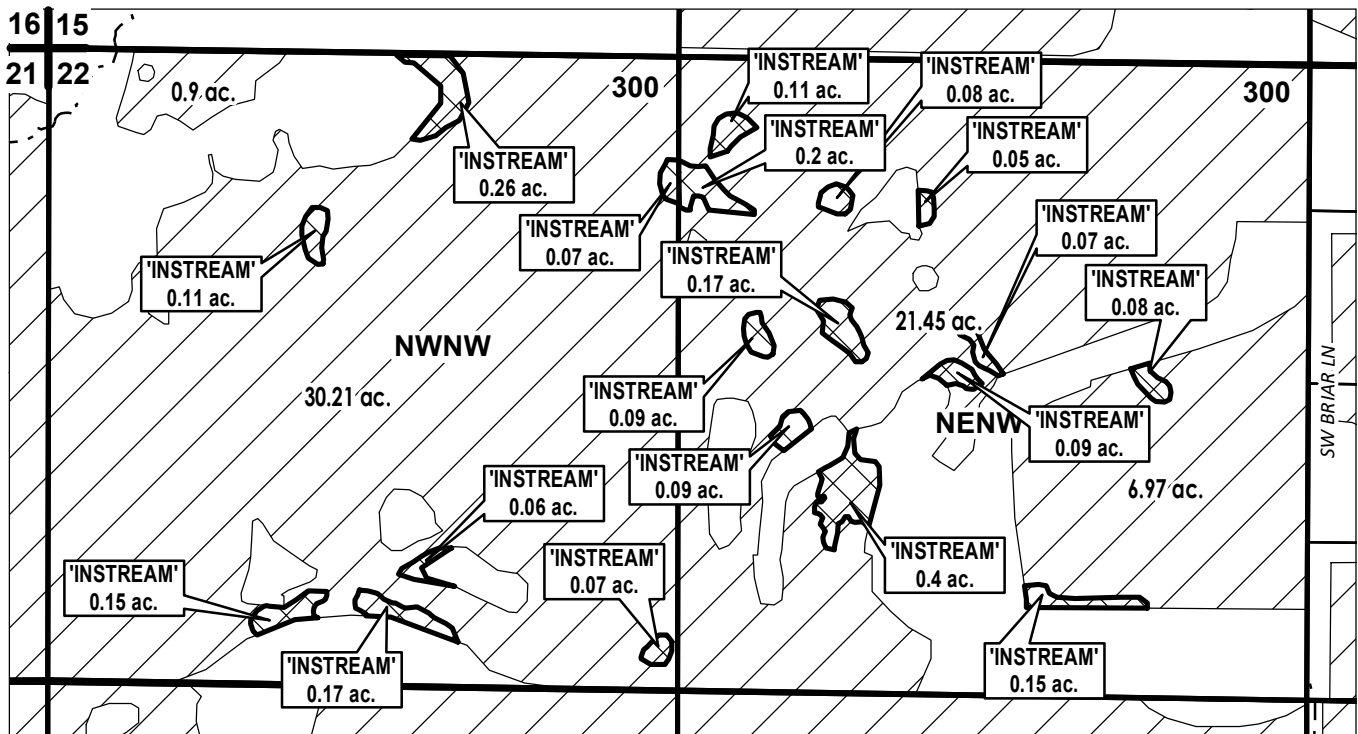 16 15
21 22
0.9 ac.
300
300
'INSTREAM'
0.11 ac.
'INSTREAM'
0.08 ac.
'INSTREAM'
0.2 ac.
'INSTREAM'
0.05 ac.
'INSTREAM'
0.26 ac.
'INSTREAM'
0.07 ac.
'INSTREAM'
0.07 ac.
'INSTREAM'
0.11 ac.
'INSTREAM'
0.17 ac.
'INSTREAM'
0.08 ac.
21.45 ac.
NWNW
30.21 ac.
'INSTREAM'
0.09 ac.
NENW
'INSTREAM'
0.09 ac.
SW BRIAR LN
'INSTREAM'
0.09 ac.
6.97 ac.
'INSTREAM'
0.06 ac.
'INSTREAM'
0.07 ac.
'INSTREAM'
0.4 ac.
'INSTREAM'
0.15 ac.
'INSTREAM'
0.17 ac.
'INSTREAM'
0.15 ac.